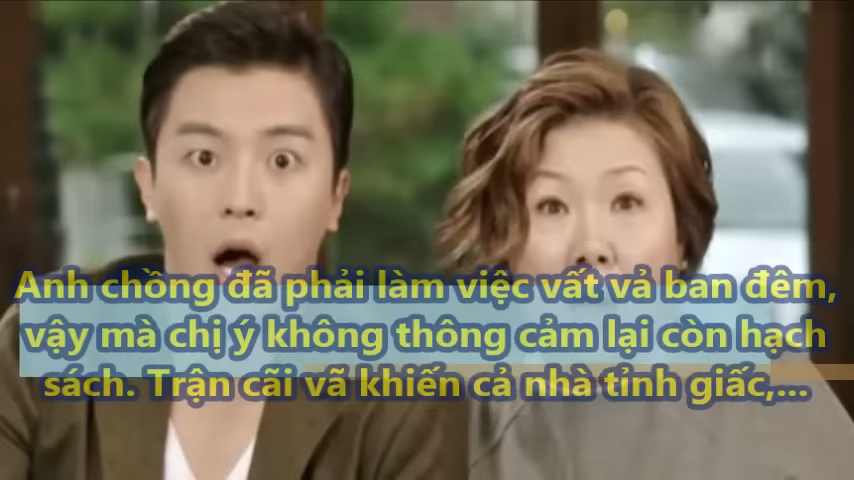 Anh chồng đã phải làm việc vất vả ban đêm,
vậy mà chị ý không thông cảm lại còn hạch
sách. Trận cãi vã khiến cả nhà tỉnh giấc,...